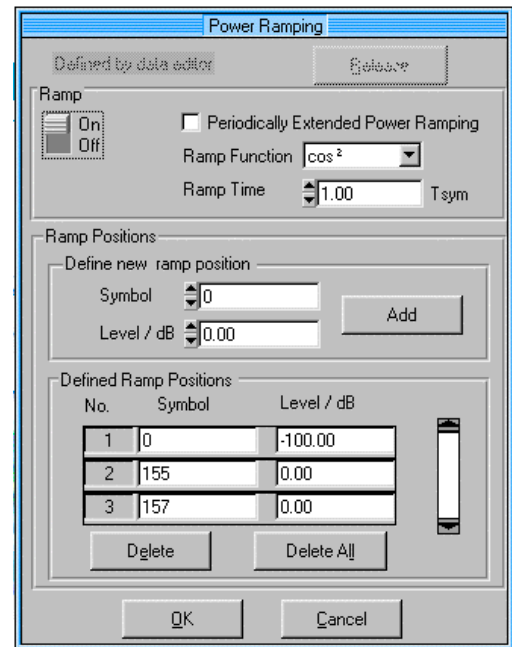 Power Ramping
Defined by data editor
Release
Ramp
On
Off
Periodically Extended Power Ramping
Ramp Function cos²
Ramp Time 1.00 Tsym
Ramp Positions
Define new ramp position
Symbol 0
Level / dB 0.00
Add
Defined Ramp Positions
No. Symbol Level / dB
1 0 -100.00
2 155 0.00
3 157 0.00
Delete Delete All
OK Cancel